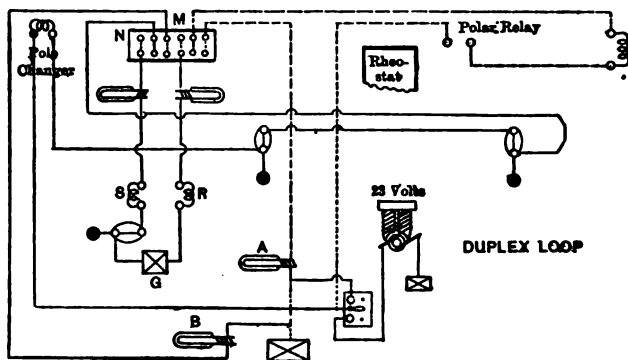 M
N
Pole
Changer
Polar Relay
Rheo-
stat
S
R
23 Volts
A
G
DUPLEX LOOP
B